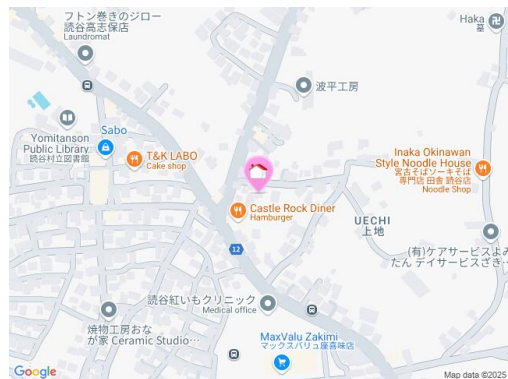 フトン巻きのジロー
読谷高志保店
Laundromat
Haka
墓
波平工房
Yomitanson
Public Library
読谷村立図書館
Sabo
T&K LABO
Cake shop
Inaka Okinawan
Style Noodle House
宮古そばソーキそば
専門店 田舎 読谷店
Noodle Shop
Castle Rock Diner
Hamburger
UECHI
上地
12
(有)ケアサービスよみ
たん デイサービスざき…
読谷紅いもクリニック
Medical office
焼物工房おな
が家 Ceramic Studio…
MaxValu Zakimi
マックスバリュ座喜味店
Google
Map data ©2025